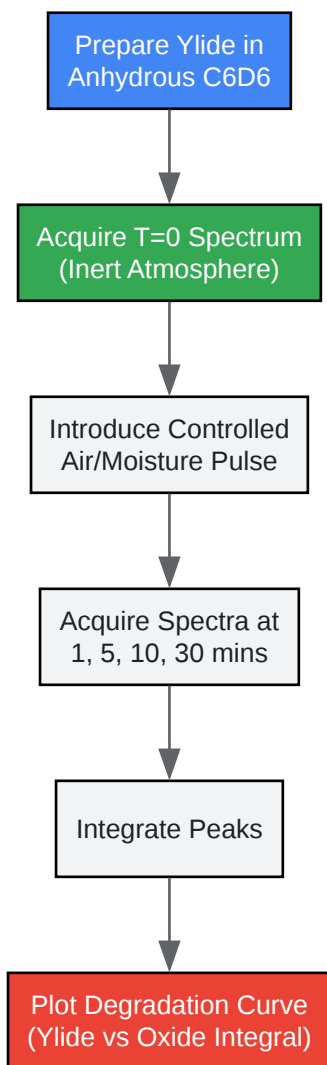 Prepare Ylide in
Anhydrous C6D6
Acquire T=0 Spectrum
(Inert Atmosphere)
Introduce Controlled
Air/Moisture Pulse
Acquire Spectra at
1, 5, 10, 30 mins
Integrate Peaks
Plot Degradation Curve
(Ylide vs Oxide Integral)